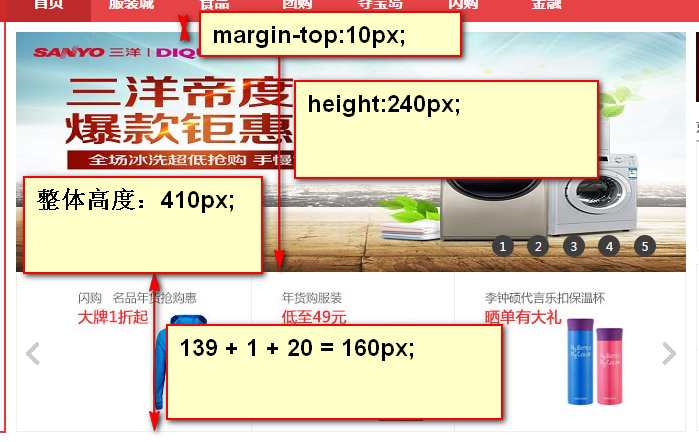 首页 服装城 食品 团购 夺宝岛 闪购 金融
margin-top:10px;
SANYO 三洋 DIQU
三洋帝度
height:240px;
爆款钜惠
全场冰洗超低抢购 手慢
整体高度：410px;
1 2 3 4 5
闪购 名品年货抢购惠
大牌1折起
年货购服装
低至49元
李钟硕代言乐扣保温杯
晒单有大礼
139 + 1 + 20 = 160px;